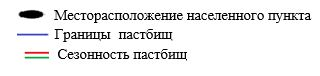 Месторасположение населенного пункта
Границы пастбищ
Сезонность пастбищ